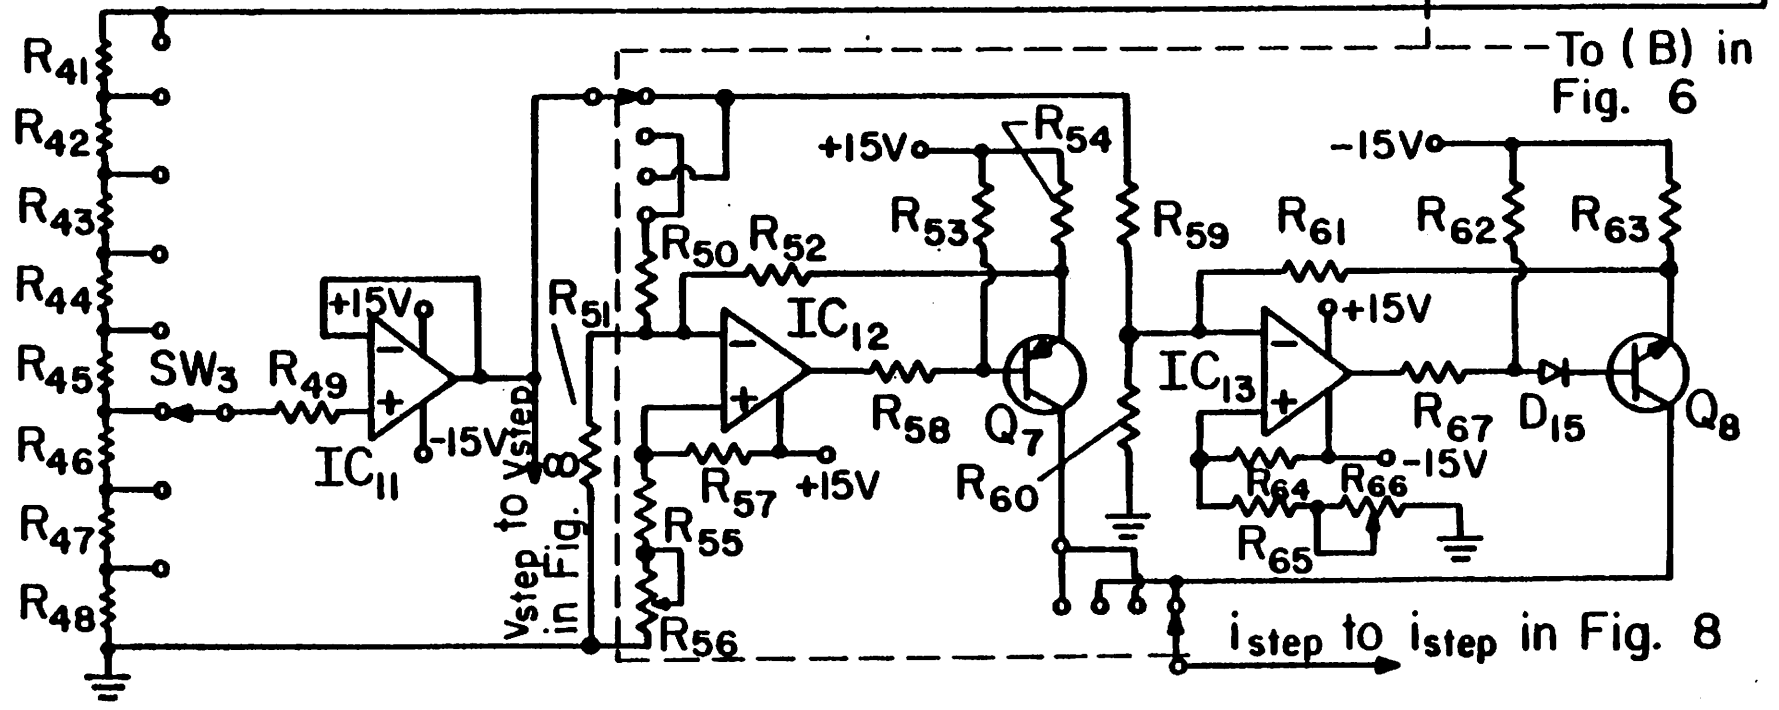 To (B) in
Fig. 6
R41
R42
R43
R44
R45
R46
R47
R48
SW3
R49
+15V
−
+
-15V
IC11
vstep to vstep
in Fig. 8
R51
R50
R52
+15V
R53
R54
−
+
IC12
R58
Q7
R57
+15V
R55
R56
R59
R60
R61
-15V
R62
R63
−
+
+15V
IC13
-15V
R67
D15
Q8
R64
R66
R65
istep to istep in Fig. 8